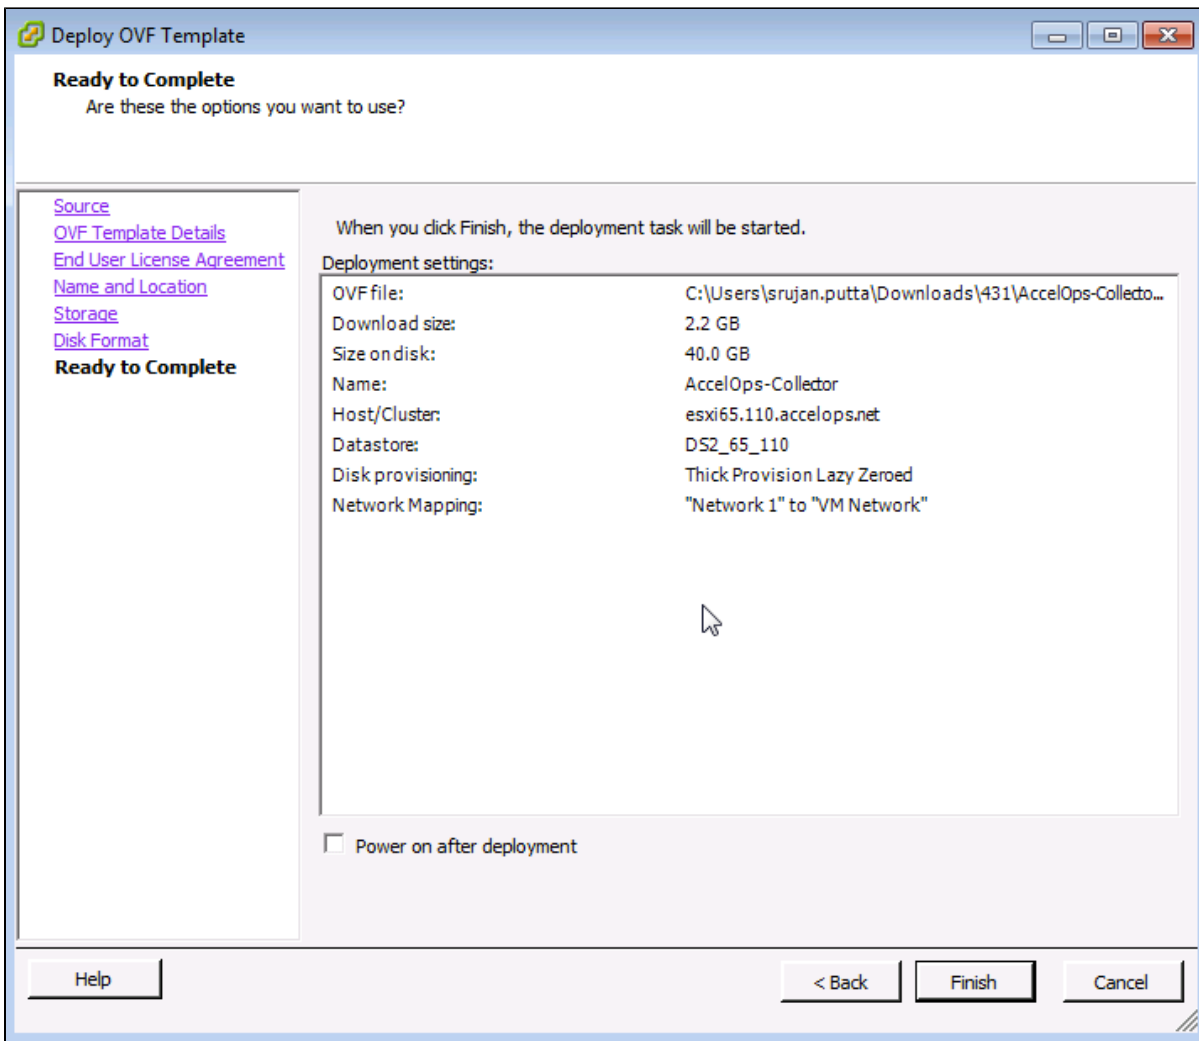 Deploy OVF Template
Ready to Complete
Are these the options you want to use?
Source
OVF Template Details
End User License Agreement
Name and Location
Storage
Disk Format
Ready to Complete
When you click Finish, the deployment task will be started.
Deployment settings:
OVF file: C:\Users\srujan.putta\Downloads\431\AccelOps-Collecto...
Download size: 2.2 GB
Size on disk: 40.0 GB
Name: AccelOps-Collector
Host/Cluster: esxi65.110.accelops.net
Datastore: DS2_65_110
Disk provisioning: Thick Provision Lazy Zeroed
Network Mapping: "Network 1" to "VM Network"
Power on after deployment
Help < Back Finish Cancel